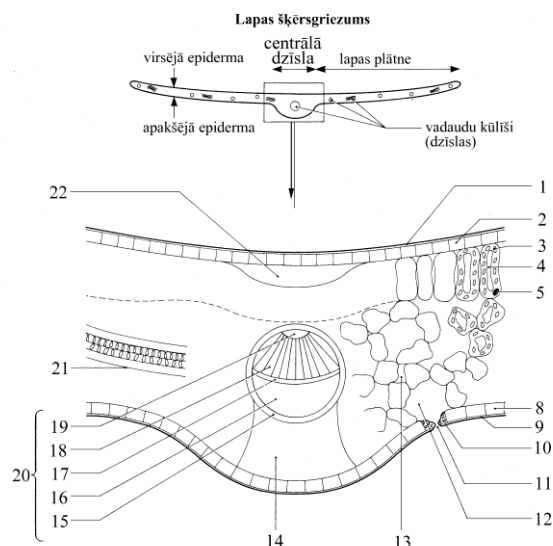 Lapas šķērsgriezums
centrālā
dzīsla
virsējā epiderma
lapas plātne
apakšējā epiderma
vadaudu kūlīši
(dzīslas)
22
1
2
3
4
5
21
19
18
17
16
15
20
8
9
10
11
12
14
13